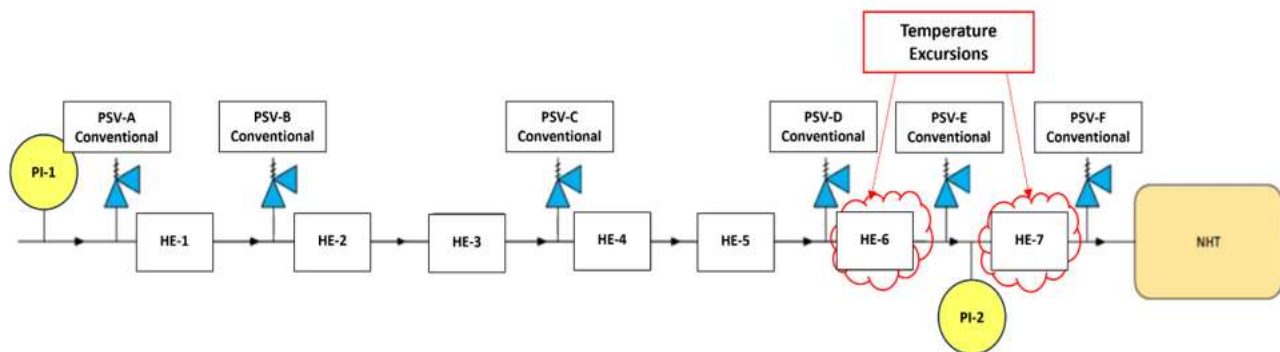 Temperature
Excursions
PSV-A
Conventional
PSV-B
Conventional
PSV-C
Conventional
PSV-D
Conventional
PSV-E
Conventional
PSV-F
Conventional
PI-1
HE-1
HE-2
HE-3
HE-4
HE-5
HE-6
HE-7
NHT
PI-2